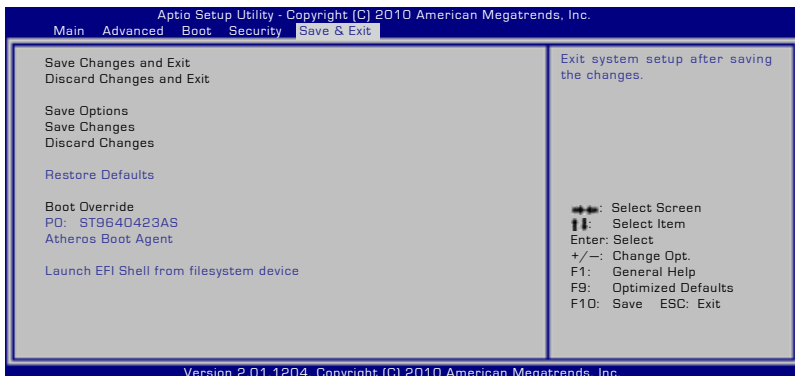 Aptio Setup Utility - Copyright (C) 2010 American Megatrends, Inc.
Main Advanced Boot Security Save & Exit
Save Changes and Exit
Discard Changes and Exit
Save Options
Save Changes
Discard Changes
Restore Defaults
Boot Override
P0: ST9640423AS
Atheros Boot Agent
Launch EFI Shell from filesystem device
Exit system setup after saving
the changes.
→←: Select Screen
↑↓: Select Item
Enter: Select
+/—: Change Opt.
F1: General Help
F9: Optimized Defaults
F10: Save ESC: Exit
Version 2.01.1204. Copyright (C) 2010 American Megatrends, Inc.